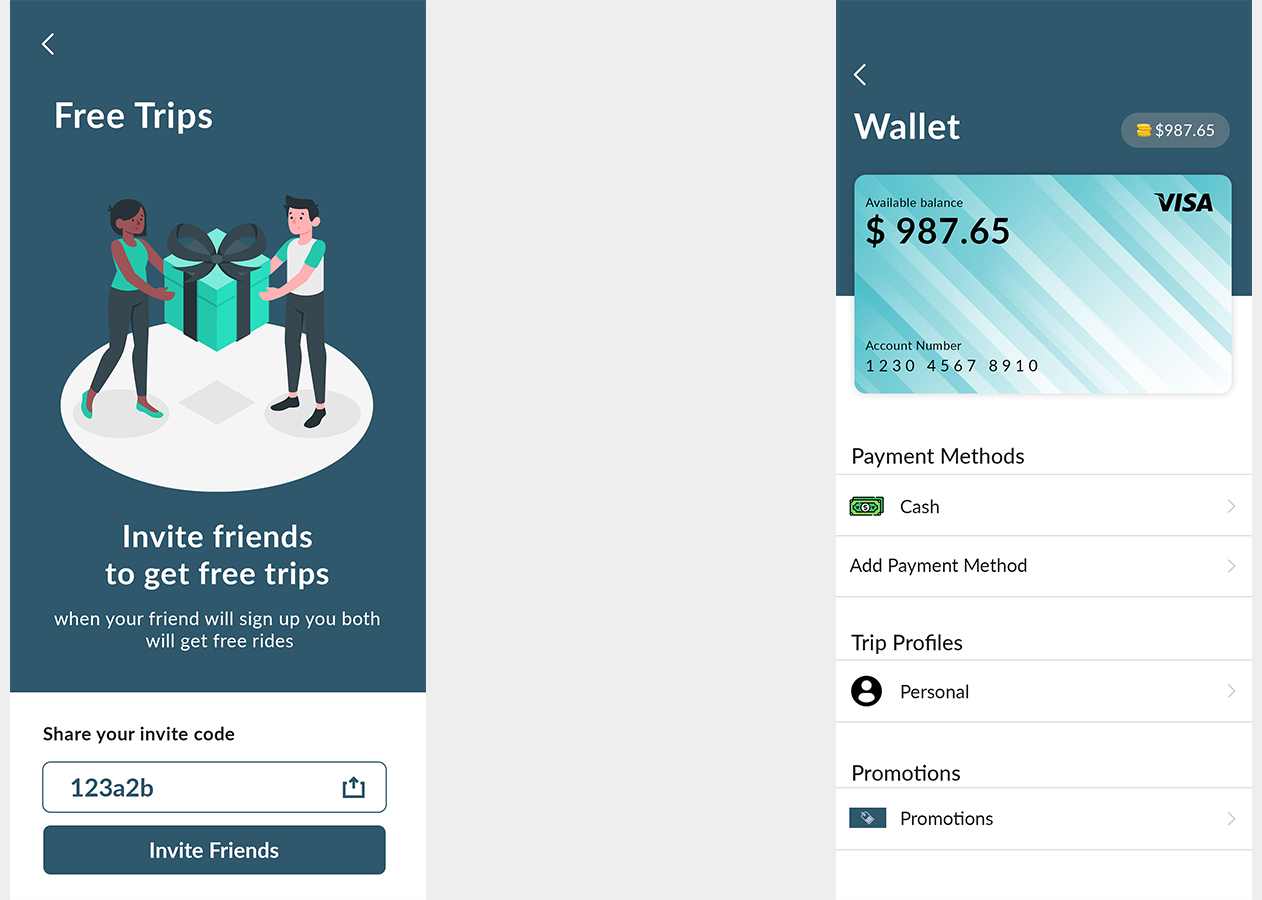 Free Trips
Invite friends
to get free trips
when your friend will sign up you both
will get free rides
Share your invite code
123a2b
Invite Friends
Wallet
$987.65
Available balance
VISA
$ 987.65
Account Number
1230 4567 8910
Payment Methods
Cash
Add Payment Method
Trip Profiles
Personal
Promotions
Promotions